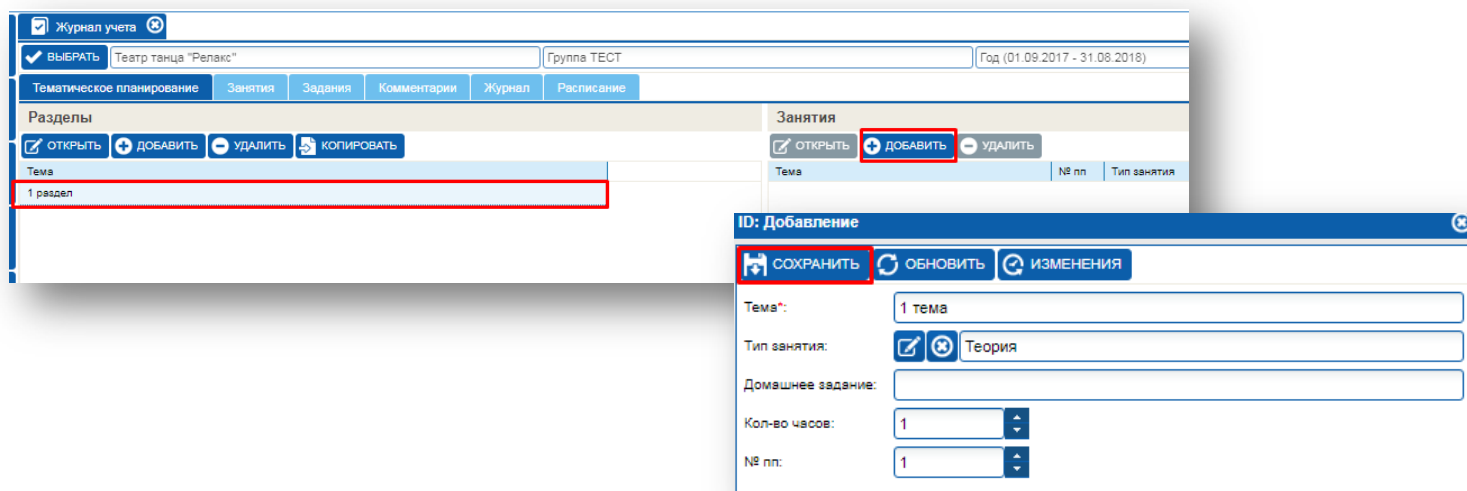 Журнал учета
ВЫБРАТЬ Театр танца "Релакс" Группа ТЕСТ Год (01.09.2017 - 31.08.2018)
Тематическое планирование Занятия Задания Комментарии Журнал Расписание
Разделы Занятия
ОТКРЫТЬ ДОБАВИТЬ УДАЛИТЬ КОПИРОВАТЬ ОТКРЫТЬ ДОБАВИТЬ УДАЛИТЬ
Тема Тема № пп Тип занятия
1 раздел
ID: Добавление
СОХРАНИТЬ ОБНОВИТЬ ИЗМЕНЕНИЯ
Тема*: 1 тема
Тип занятия: Теория
Домашнее задание:
Кол-во часов: 1
№ пп: 1